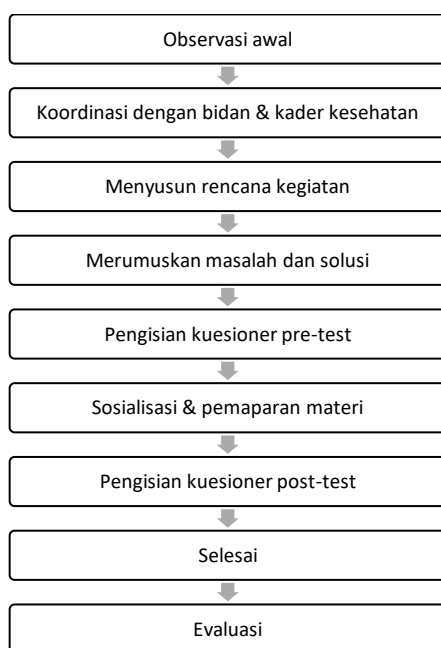 Observasi awal
Koordinasi dengan bidan & kader kesehatan
Menyusun rencana kegiatan
Merumuskan masalah dan solusi
Pengisian kuesioner pre-test
Sosialisasi & pemaparan materi
Pengisian kuesioner post-test
Selesai
Evaluasi